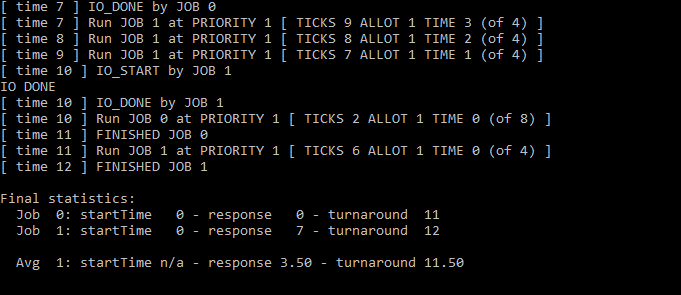 [ time 7 ] IO_DONE by JOB 0
[ time 7 ] Run JOB 1 at PRIORITY 1 [ TICKS 9 ALLOT 1 TIME 3 (of 4) ]
[ time 8 ] Run JOB 1 at PRIORITY 1 [ TICKS 8 ALLOT 1 TIME 2 (of 4) ]
[ time 9 ] Run JOB 1 at PRIORITY 1 [ TICKS 7 ALLOT 1 TIME 1 (of 4) ]
[ time 10 ] IO_START by JOB 1
IO DONE
[ time 10 ] IO_DONE by JOB 1
[ time 10 ] Run JOB 0 at PRIORITY 1 [ TICKS 2 ALLOT 1 TIME 0 (of 8) ]
[ time 11 ] FINISHED JOB 0
[ time 11 ] Run JOB 1 at PRIORITY 1 [ TICKS 6 ALLOT 1 TIME 0 (of 4) ]
[ time 12 ] FINISHED JOB 1
Final statistics:
Job  0: startTime   0 - response   0 - turnaround  11
Job  1: startTime   0 - response   7 - turnaround  12
Avg  1: startTime n/a - response 3.50 - turnaround 11.50